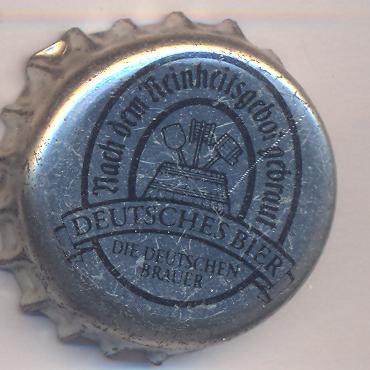 Nach dem Reinheitsgebot gebraut
DEUTSCHES BIER
DIE DEUTSCHEN
BRAUER